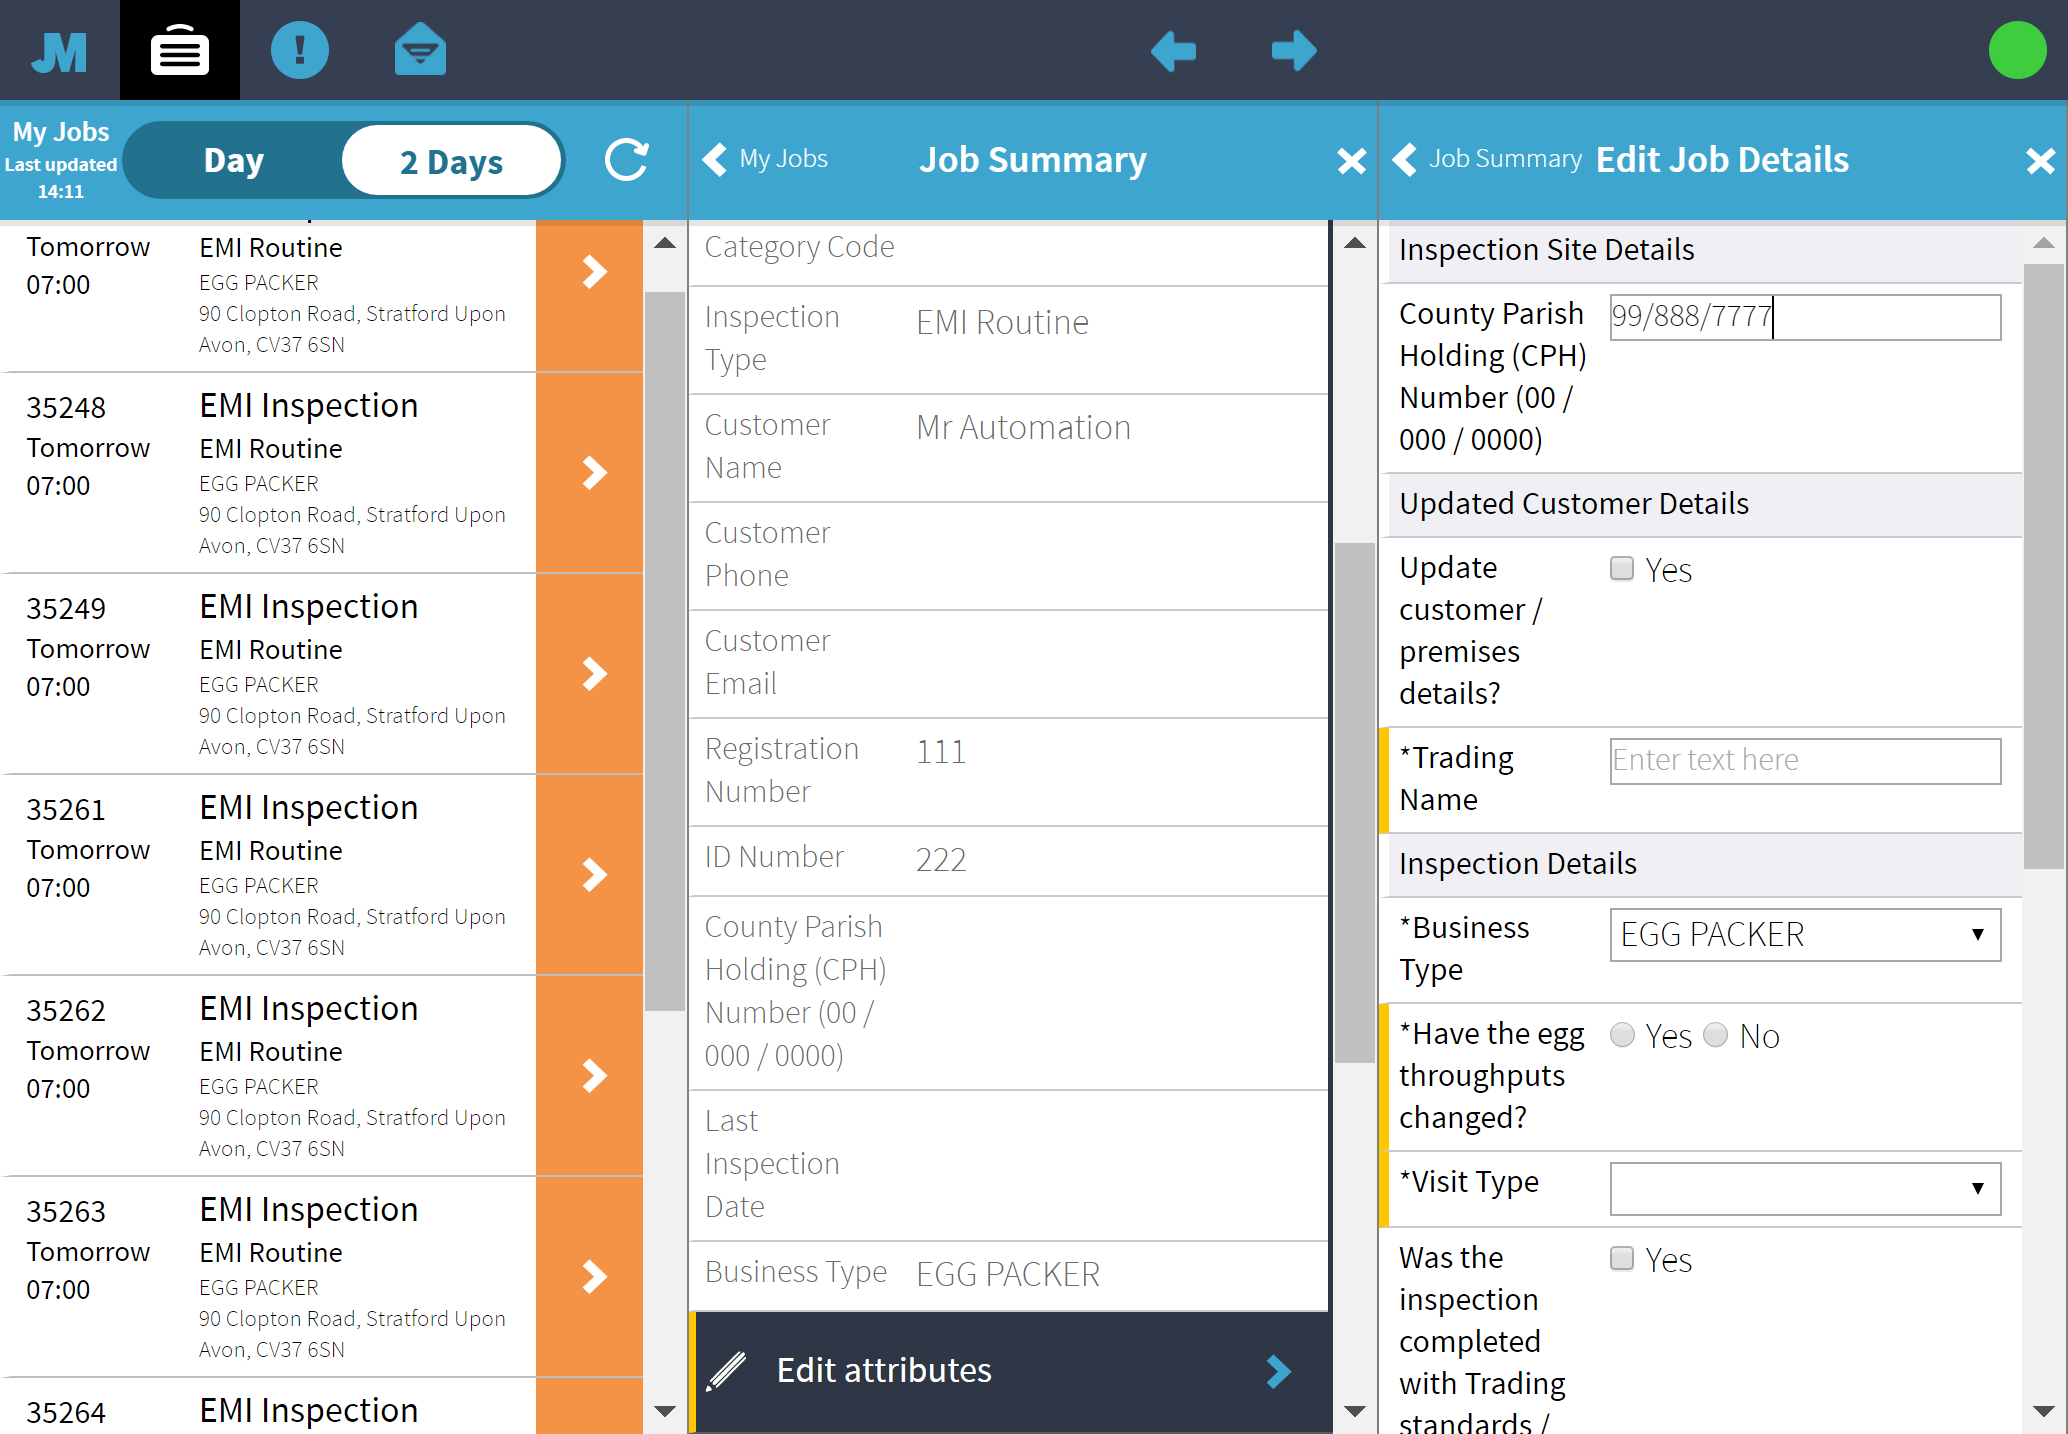 JM
My Jobs
Last updated
14:11
Day
2 Days
Tomorrow
07:00
EMI Routine
EGG PACKER
90 Clopton Road, Stratford Upon
Avon, CV37 6SN
35248
Tomorrow
07:00
EMI Inspection
EMI Routine
EGG PACKER
90 Clopton Road, Stratford Upon
Avon, CV37 6SN
35249
Tomorrow
07:00
EMI Inspection
EMI Routine
EGG PACKER
90 Clopton Road, Stratford Upon
Avon, CV37 6SN
35261
Tomorrow
07:00
EMI Inspection
EMI Routine
EGG PACKER
90 Clopton Road, Stratford Upon
Avon, CV37 6SN
35262
Tomorrow
07:00
EMI Inspection
EMI Routine
EGG PACKER
90 Clopton Road, Stratford Upon
Avon, CV37 6SN
35263
Tomorrow
07:00
EMI Inspection
EMI Routine
EGG PACKER
90 Clopton Road, Stratford Upon
Avon, CV37 6SN
35264
EMI Inspection
My Jobs
Job Summary
Category Code
Inspection
Type
EMI Routine
Customer
Name
Mr Automation
Customer
Phone
Customer
Email
Registration
Number
111
ID Number
222
County Parish
Holding (CPH)
Number (00 /
000 / 0000)
Last
Inspection
Date
Business Type
EGG PACKER
Edit attributes
Job Summary
Edit Job Details
Inspection Site Details
County Parish
Holding (CPH)
Number (00 /
000 / 0000)
99/888/7777
Updated Customer Details
Update
customer /
premises
details?
Yes
*Trading
Name
Enter text here
Inspection Details
*Business
Type
EGG PACKER
*Have the egg
throughputs
changed?
Yes
No
*Visit Type
Was the
inspection
completed
with Trading
standards /
Yes